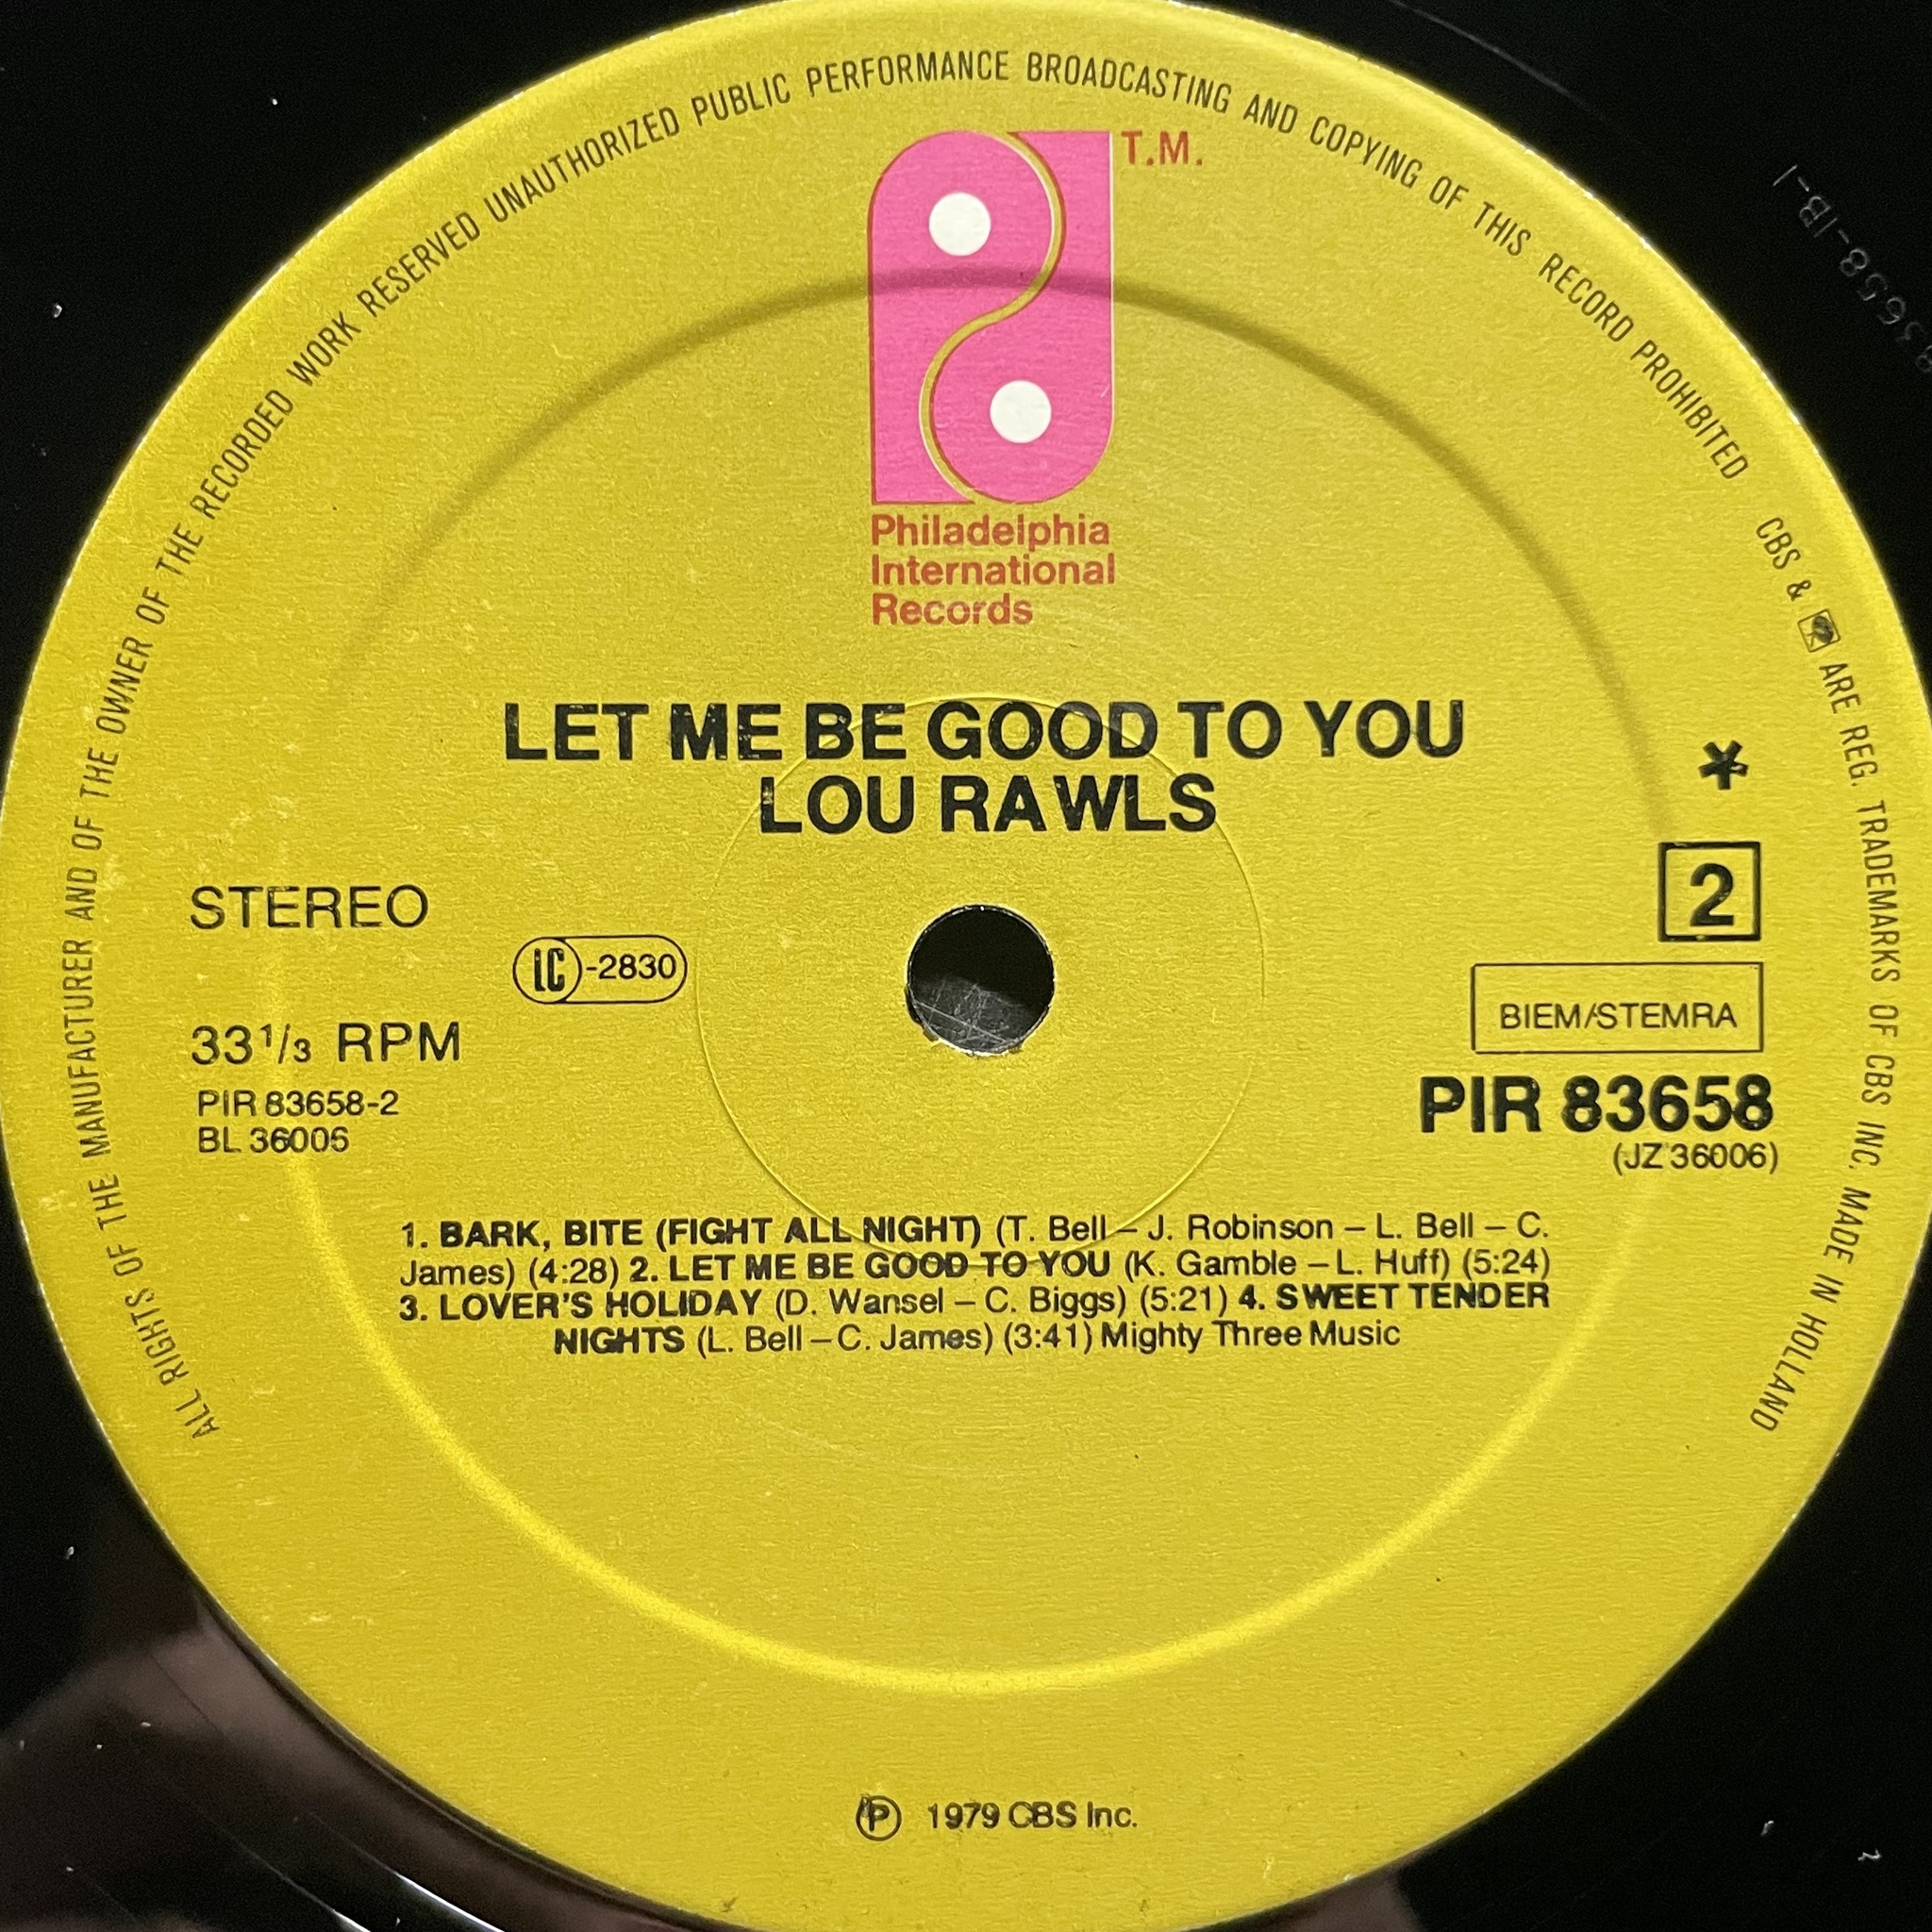 ALL RIGHTS OF THE MANUFACTURER AND OF THE OWNER OF THE RECORDED WORK RESERVED UNAUTHORIZED PUBLIC PERFORMANCE BROADCASTING AND COPYING OF THIS RECORD PROHIBITED CBS & ARE REG. TRADEMARKS OF CBS INC. MADE IN HOLLAND
T.M.
Philadelphia
International
Records
LET ME BE GOOD TO YOU
LOU RAWLS
*
STEREO
2
LC-2830
BIEM/STEMRA
33 1/3 RPM
PIR 83658-2
PIR 83658
BL 36006
(JZ 36006)
1. BARK, BITE (FIGHT ALL NIGHT) (T. Bell – J. Robinson – L. Bell – C.
James) (4:28) 2. LET ME BE GOOD TO YOU (K. Gamble – L. Huff) (5:24)
3. LOVER'S HOLIDAY (D. Wansel – C. Biggs) (5:21) 4. SWEET TENDER
NIGHTS (L. Bell – C. James) (3:41) Mighty Three Music
Ⓟ 1979 CBS Inc.